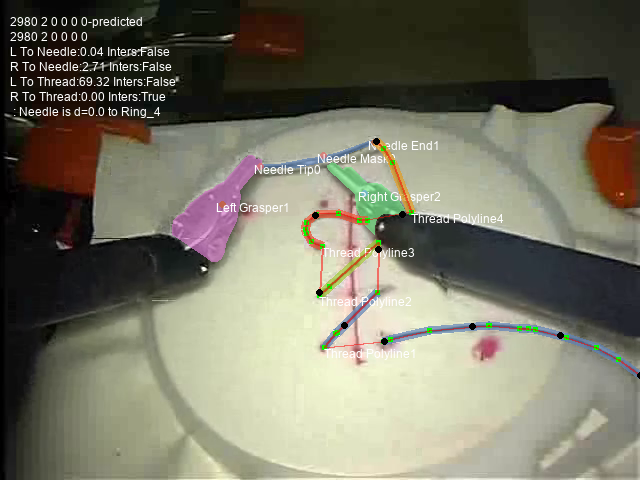 2980 2 0 0 0 0-predicted
2980 2 0 0 0 0
L To Needle:0.04 Inters:False
R To Needle:2.71 Inters:False
L To Thread:69.32 Inters:False
R To Thread:0.00 Inters:True
: Needle is d=0.0 to Ring_4
Needle End1
Needle Mask
Needle Tip0
Right Grasper2
Left Grasper1
Thread Polyline4
Thread Polyline3
Thread Polyline2
Thread Polyline1